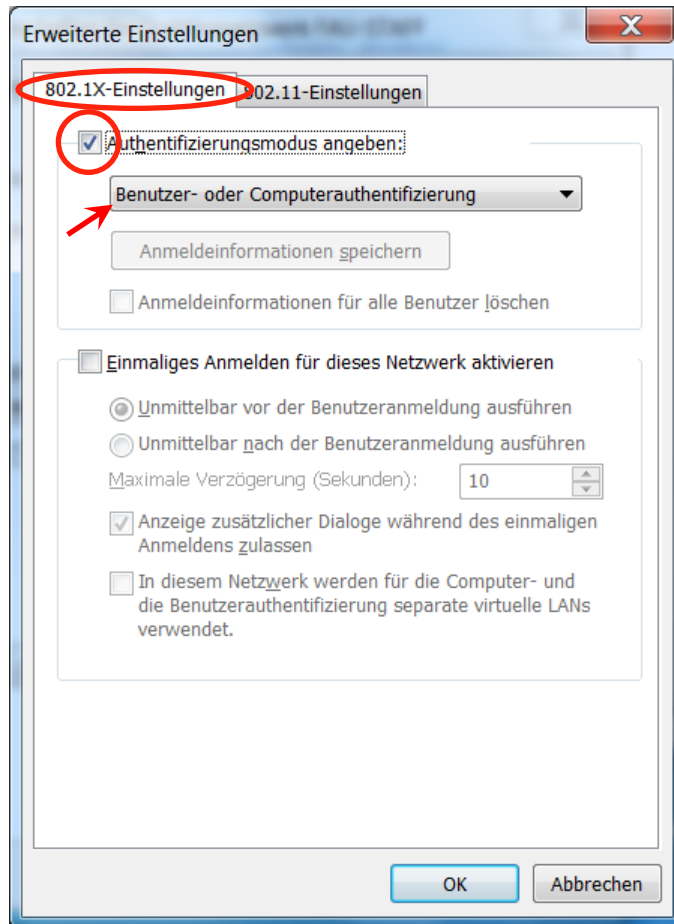 Erweiterte Einstellungen
802.1X-Einstellungen 802.11-Einstellungen
Authentifizierungsmodus angeben:
Benutzer- oder Computerauthentifizierung
Anmeldeinformationen speichern
Anmeldeinformationen für alle Benutzer löschen
Einmaliges Anmelden für dieses Netzwerk aktivieren
Unmittelbar vor der Benutzeranmeldung ausführen
Unmittelbar nach der Benutzeranmeldung ausführen
Maximale Verzögerung (Sekunden): 10
Anzeige zusätzlicher Dialoge während des einmaligen
Anmeldens zulassen
In diesem Netzwerk werden für die Computer- und
die Benutzerauthentifizierung separate virtuelle LANs
verwendet.
OK Abbrechen